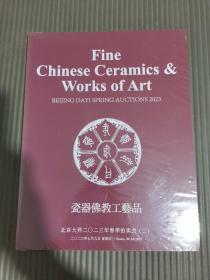 Fine
Chinese Ceramics &
Works of Art
BEIJING DAYI SPRING AUCTIONS 2023
瓷器佛教工藝品
北京大羿二〇二三年春季拍賣會（二）